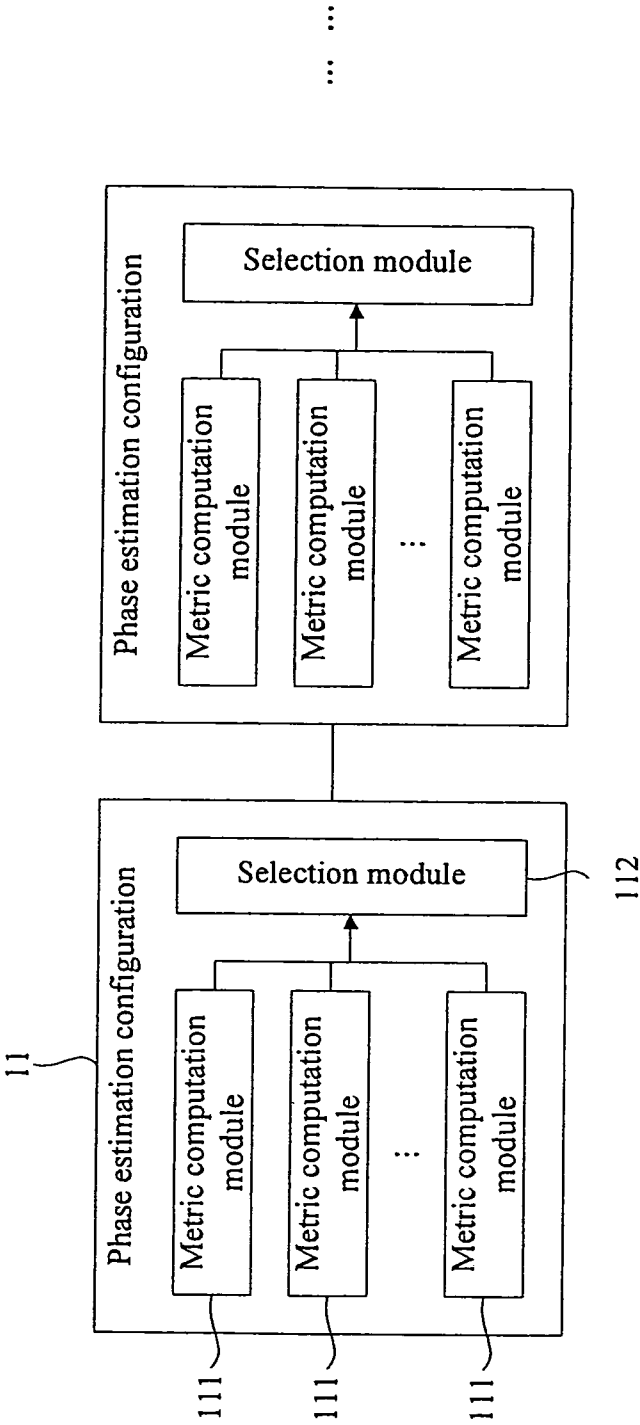 11
Phase estimation configuration
111
Metric computation
module
111
Metric computation
module
...
111
Metric computation
module
Selection module
112
Phase estimation configuration
Metric computation
module
Metric computation
module
...
Metric computation
module
Selection module
... ...